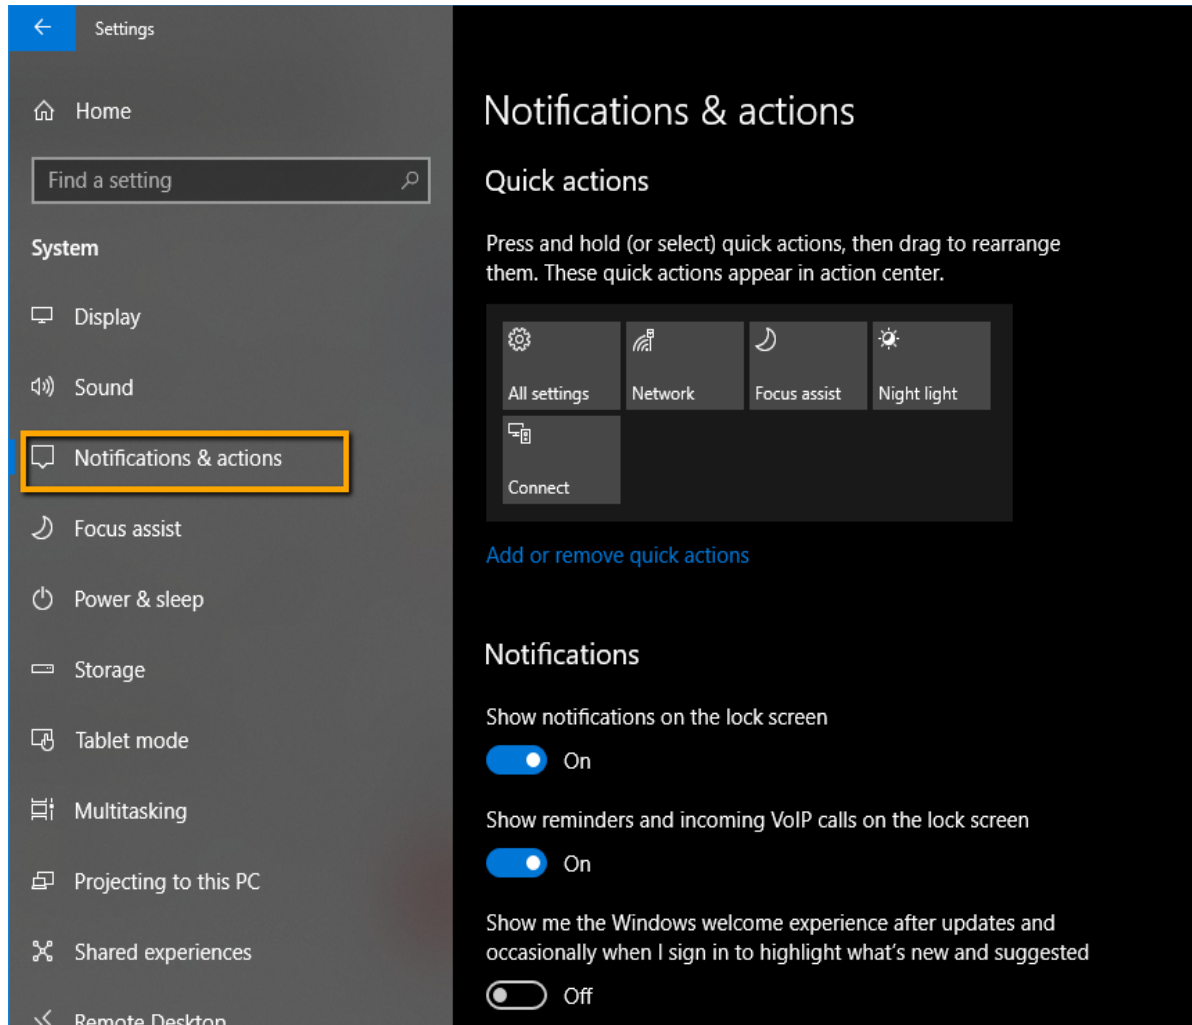 Settings
Home
Find a setting
System
Display
Sound
Notifications & actions
Focus assist
Power & sleep
Storage
Tablet mode
Multitasking
Projecting to this PC
Shared experiences
Remote Desktop
Notifications & actions
Quick actions
Press and hold (or select) quick actions, then drag to rearrange
them. These quick actions appear in action center.
All settings
Network
Focus assist
Night light
Connect
Add or remove quick actions
Notifications
Show notifications on the lock screen
On
Show reminders and incoming VoIP calls on the lock screen
On
Show me the Windows welcome experience after updates and
occasionally when I sign in to highlight what's new and suggested
Off